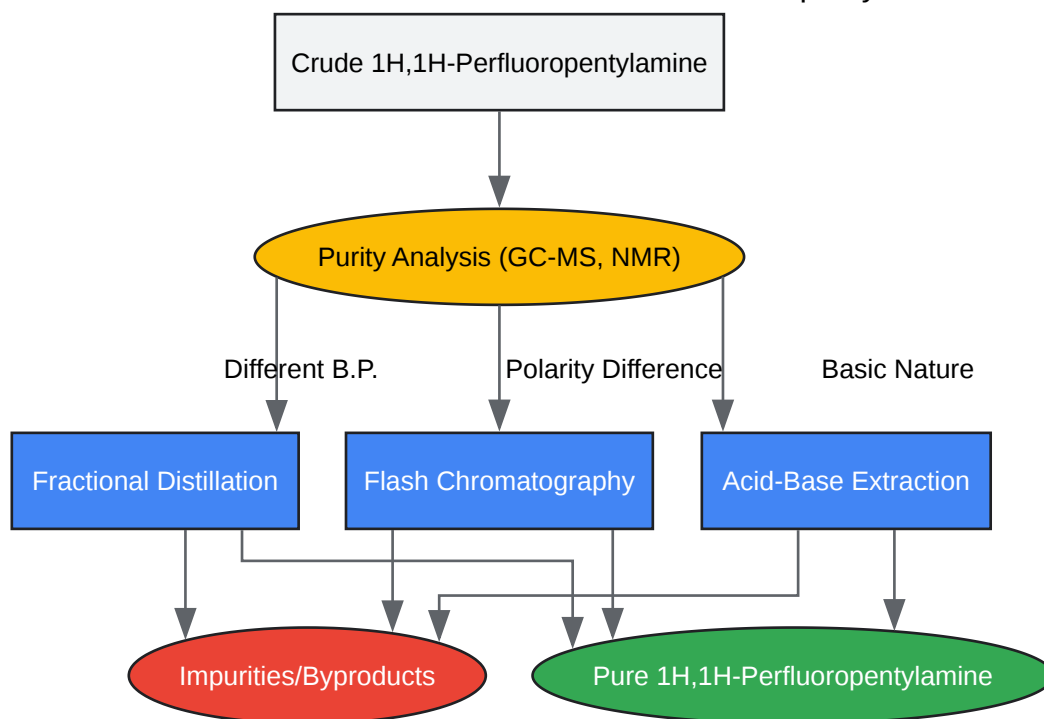 Crude 1H,1H-Perfluoropentylamine
Purity Analysis (GC-MS, NMR)
Different B.P.
Polarity Difference
Basic Nature
Fractional Distillation
Flash Chromatography
Acid-Base Extraction
Impurities/Byproducts
Pure 1H,1H-Perfluoropentylamine